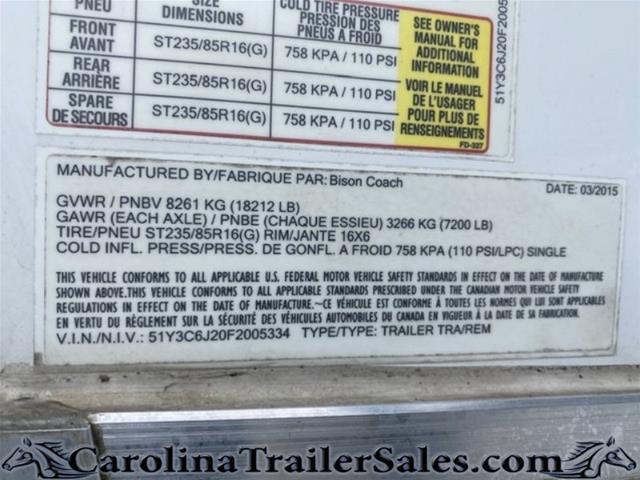 PNEU
SIZE
DIMENSIONS
COLD TIRE PRESSURE
PRESSION DES
PNEUS A FROID
FRONT
AVANT
ST235/85R16(G)
758 KPA / 110 PSI
REAR
ARRIÈRE
ST235/85R16(G)
758 KPA / 110 PSI
SPARE
DE SECOURS
ST235/85R16(G)
758 KPA / 110 PSI
SEE OWNER'S
MANUAL FOR
ADDITIONAL
INFORMATION
VOIR LE MANUEL
DE L'USAGER
POUR PLUS DE
RENSEIGNEMENTS
FD-327
51Y3C6J20F2005
MANUFACTURED BY/FABRIQUE PAR: Bison Coach
DATE: 03/2015
GVWR / PNBV 8261 KG (18212 LB)
GAWR (EACH AXLE) / PNBE (CHAQUE ESSIEU) 3266 KG (7200 LB)
TIRE/PNEU ST235/85R16(G) RIM/JANTE 16X6
COLD INFL. PRESS/PRESS. DE GONFL. A FROID 758 KPA (110 PSI/LPC) SINGLE
THIS VEHICLE CONFORMS TO ALL APPLICABLE U.S. FEDERAL MOTOR VEHICLE SAFETY STANDARDS IN EFFECT ON THE DATE OF MANUFACTURE
THIS VEHICLE CONFORMS TO ALL APPLICABLE STANDARDS PRESCRIBED UNDER THE CANADIAN MOTOR VEHICLE SAFETY
REGULATIONS IN EFFECT ON THE DATE OF MANUFACTURE.~CE VÉHICULE EST CONFORME À TOUTES LES NORMES QUI LUI SONT APPLICABLES
EN VERTU DU RÈGLEMENT SUR LA SÉCURITÉ DES VÉHICULES AUTOMOBILES DU CANADA EN VIGUEUR À LA DATE DE SA FABRICATION.
V.I.N./N.I.V.: 51Y3C6J20F2005334 TYPE/TYPE: TRAILER TRA/REM
CarolinaTrailerSales.com